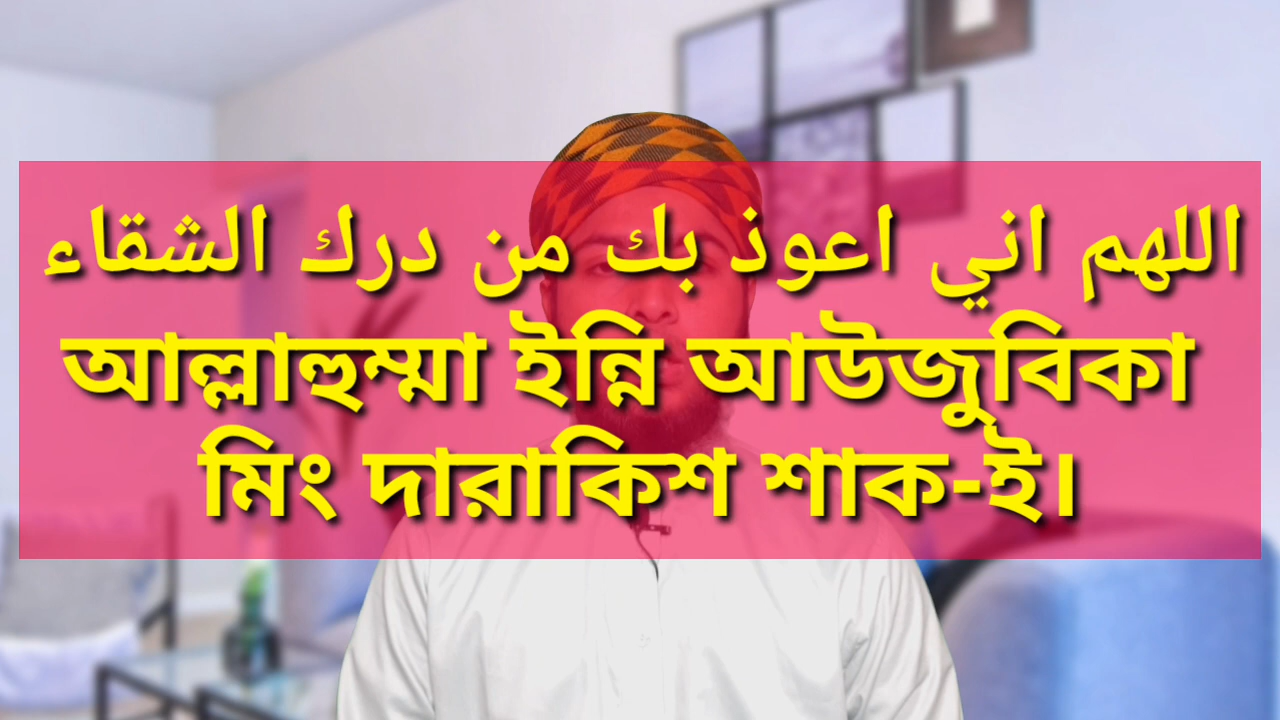 اللهم اني اعوذ بك من درك الشقاء
আল্লাহুম্মা ইন্নি আউজুবিকা
মিং দারাকিশ শাক-ই।